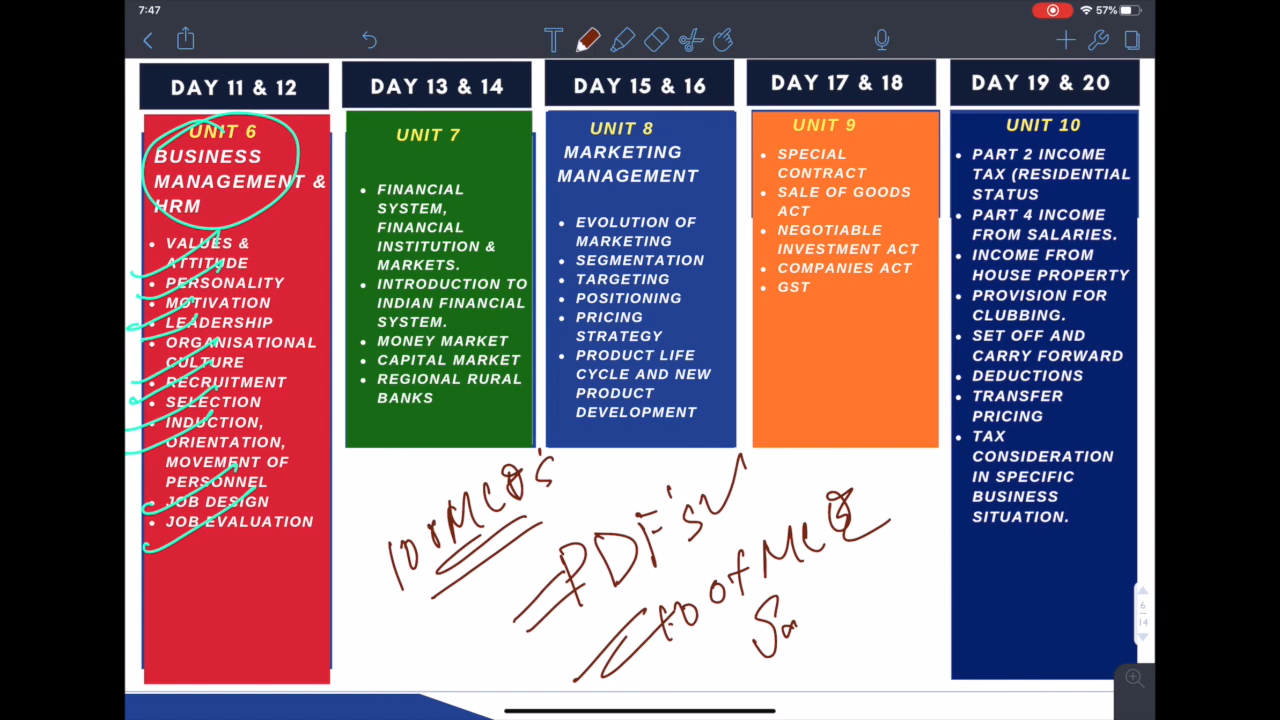 7:47
57%
T
DAY 11 & 12
UNIT 6
BUSINESS
MANAGEMENT &
HRM
• VALUES &
ATTITUDE
• PERSONALITY
• MOTIVATION
• LEADERSHIP
• ORGANISATIONAL
CULTURE
• RECRUITMENT
• SELECTION
• INDUCTION,
ORIENTATION,
MOVEMENT OF
PERSONNEL
• JOB DESIGN
• JOB EVALUATION
DAY 13 & 14
UNIT 7
• FINANCIAL
SYSTEM,
FINANCIAL
INSTITUTION &
MARKETS.
• INTRODUCTION TO
INDIAN FINANCIAL
SYSTEM.
• MONEY MARKET
• CAPITAL MARKET
• REGIONAL RURAL
BANKS
DAY 15 & 16
UNIT 8
MARKETING
MANAGEMENT
• EVOLUTION OF
MARKETING
• SEGMENTATION
• TARGETING
• POSITIONING
• PRICING
STRATEGY
• PRODUCT LIFE
CYCLE AND NEW
PRODUCT
DEVELOPMENT
DAY 17 & 18
UNIT 9
• SPECIAL
CONTRACT
• SALE OF GOODS
ACT
• NEGOTIABLE
INVESTMENT ACT
• COMPANIES ACT
• GST
DAY 19 & 20
UNIT 10
• PART 2 INCOME
TAX (RESIDENTIAL
STATUS
• PART 4 INCOME
FROM SALARIES.
• INCOME FROM
HOUSE PROPERTY
• PROVISION FOR
CLUBBING.
• SET OFF AND
CARRY FORWARD
• DEDUCTIONS
• TRANSFER
PRICING
• TAX
CONSIDERATION
IN SPECIFIC
BUSINESS
SITUATION.
MCQ's
PDF's
of MCQ
6
14